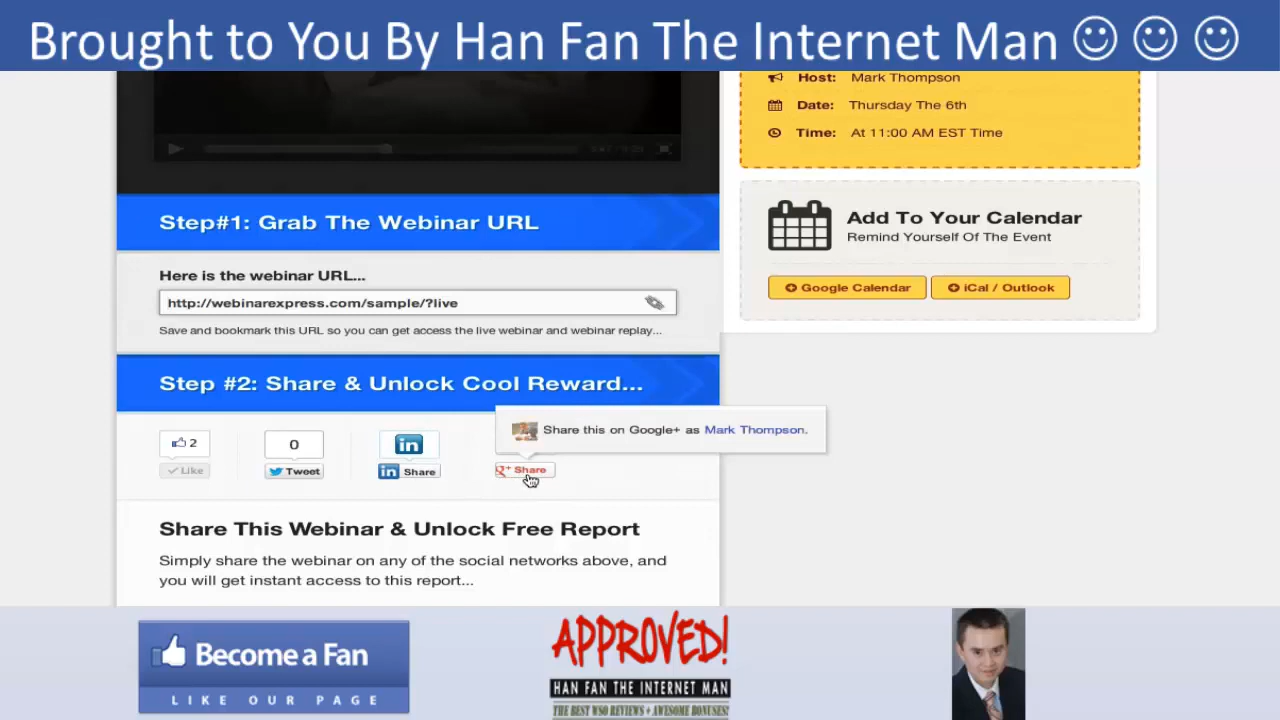 Brought to You By Han Fan The Internet Man
Host: Mark Thompson
Date: Thursday The 6th
Time: At 11:00 AM EST Time
Add To Your Calendar
Remind Yourself Of The Event
Google Calendar
iCal / Outlook
Step#1: Grab The Webinar URL
Here is the webinar URL...
http://webinarexpress.com/sample/?live
Save and bookmark this URL so you can get access the live webinar and webinar replay...
Step #2: Share & Unlock Cool Reward...
Share this on Google+ as Mark Thompson.
2
0
in
Like
Tweet
in Share
g+ Share
Share This Webinar & Unlock Free Report
Simply share the webinar on any of the social networks above, and
you will get instant access to this report...
Become a Fan
LIKE OUR PAGE
APPROVED!
HAN FAN THE INTERNET MAN
THE BEST WSO REVIEWS + AWESOME BONUSES!